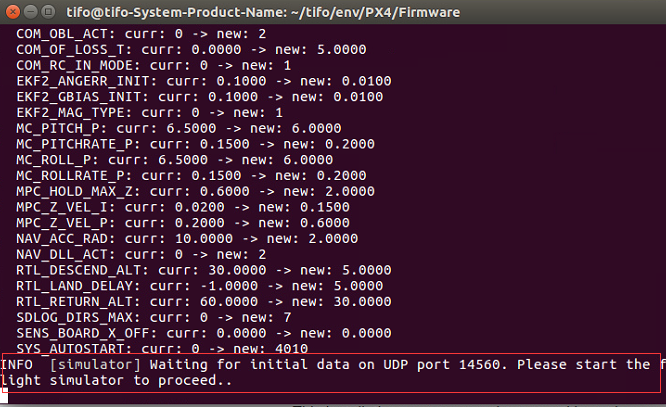 tifo@tifo-System-Product-Name: ~/tifo/env/PX4/Firmware
COM_OBL_ACT: curr: 0 -> new: 2
COM_OF_LOSS_T: curr: 0.0000 -> new: 5.0000
COM_RC_IN_MODE: curr: 0 -> new: 1
EKF2_ANGERR_INIT: curr: 0.1000 -> new: 0.0100
EKF2_GBIAS_INIT: curr: 0.1000 -> new: 0.0100
EKF2_MAG_TYPE: curr: 0 -> new: 1
MC_PITCH_P: curr: 6.5000 -> new: 6.0000
MC_PITCHRATE_P: curr: 0.1500 -> new: 0.2000
MC_ROLL_P: curr: 6.5000 -> new: 6.0000
MC_ROLLRATE_P: curr: 0.1500 -> new: 0.2000
MPC_HOLD_MAX_Z: curr: 0.6000 -> new: 2.0000
MPC_Z_VEL_I: curr: 0.0200 -> new: 0.1500
MPC_Z_VEL_P: curr: 0.2000 -> new: 0.6000
NAV_ACC_RAD: curr: 10.0000 -> new: 2.0000
NAV_DLL_ACT: curr: 0 -> new: 2
RTL_DESCEND_ALT: curr: 30.0000 -> new: 5.0000
RTL_LAND_DELAY: curr: -1.0000 -> new: 5.0000
RTL_RETURN_ALT: curr: 60.0000 -> new: 30.0000
SDLOG_DIRS_MAX: curr: 0 -> new: 7
SENS_BOARD_X_OFF: curr: 0.0000 -> new: 0.0000
SYS_AUTOSTART: curr: 0 -> new: 4010
INFO  [simulator] Waiting for initial data on UDP port 14560. Please start the f
light simulator to proceed..